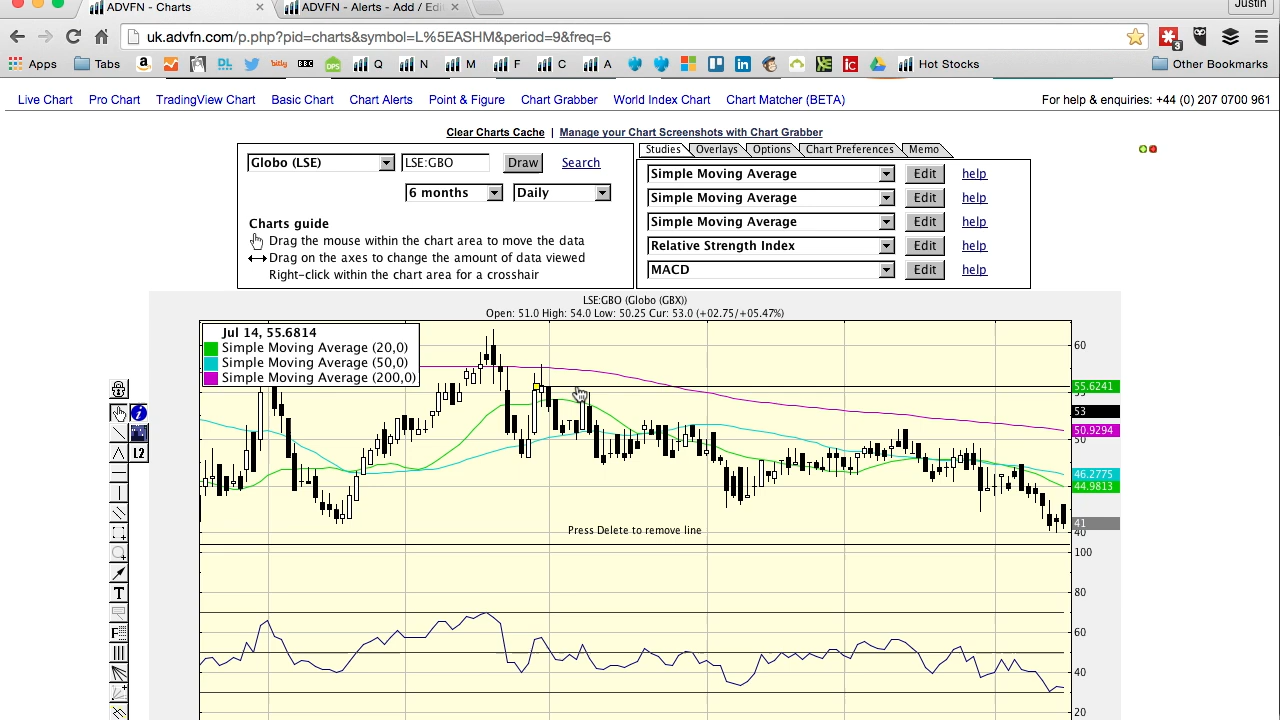 ADVFN - Charts
ADVFN - Alerts - Add / Edi
Justin
uk.advfn.com/p.php?pid=charts&symbol=L%5EASHM&period=9&freq=6
3
Apps
Tabs
bitly
BBC
DPS
Q
N
M
F
C
A
ic
Hot Stocks
Other Bookmarks
Live Chart Pro Chart TradingView Chart Basic Chart Chart Alerts Point & Figure Chart Grabber World Index Chart Chart Matcher (BETA)
For help & enquiries: +44 (0) 207 0700 961
Clear Charts Cache | Manage your Chart Screenshots with Chart Grabber
Globo (LSE) LSE:GBO Draw Search
6 months Daily
Charts guide
Drag the mouse within the chart area to move the data
Drag on the axes to change the amount of data viewed
Right-click within the chart area for a crosshair
Studies Overlays Options Chart Preferences Memo
Simple Moving Average Edit help
Simple Moving Average Edit help
Simple Moving Average Edit help
Relative Strength Index Edit help
MACD Edit help
LSE:GBO (Globo (GBX))
Open: 51.0 High: 54.0 Low: 50.25 Cur: 53.0 (+02.75/+05.47%)
Jul 14, 55.6814
Simple Moving Average (20,0)
Simple Moving Average (50,0)
Simple Moving Average (200,0)
60
55.6241
53
50.9294
50
46.2775
44.9813
41
40
Press Delete to remove line
100
80
60
40
20
L2
T
F